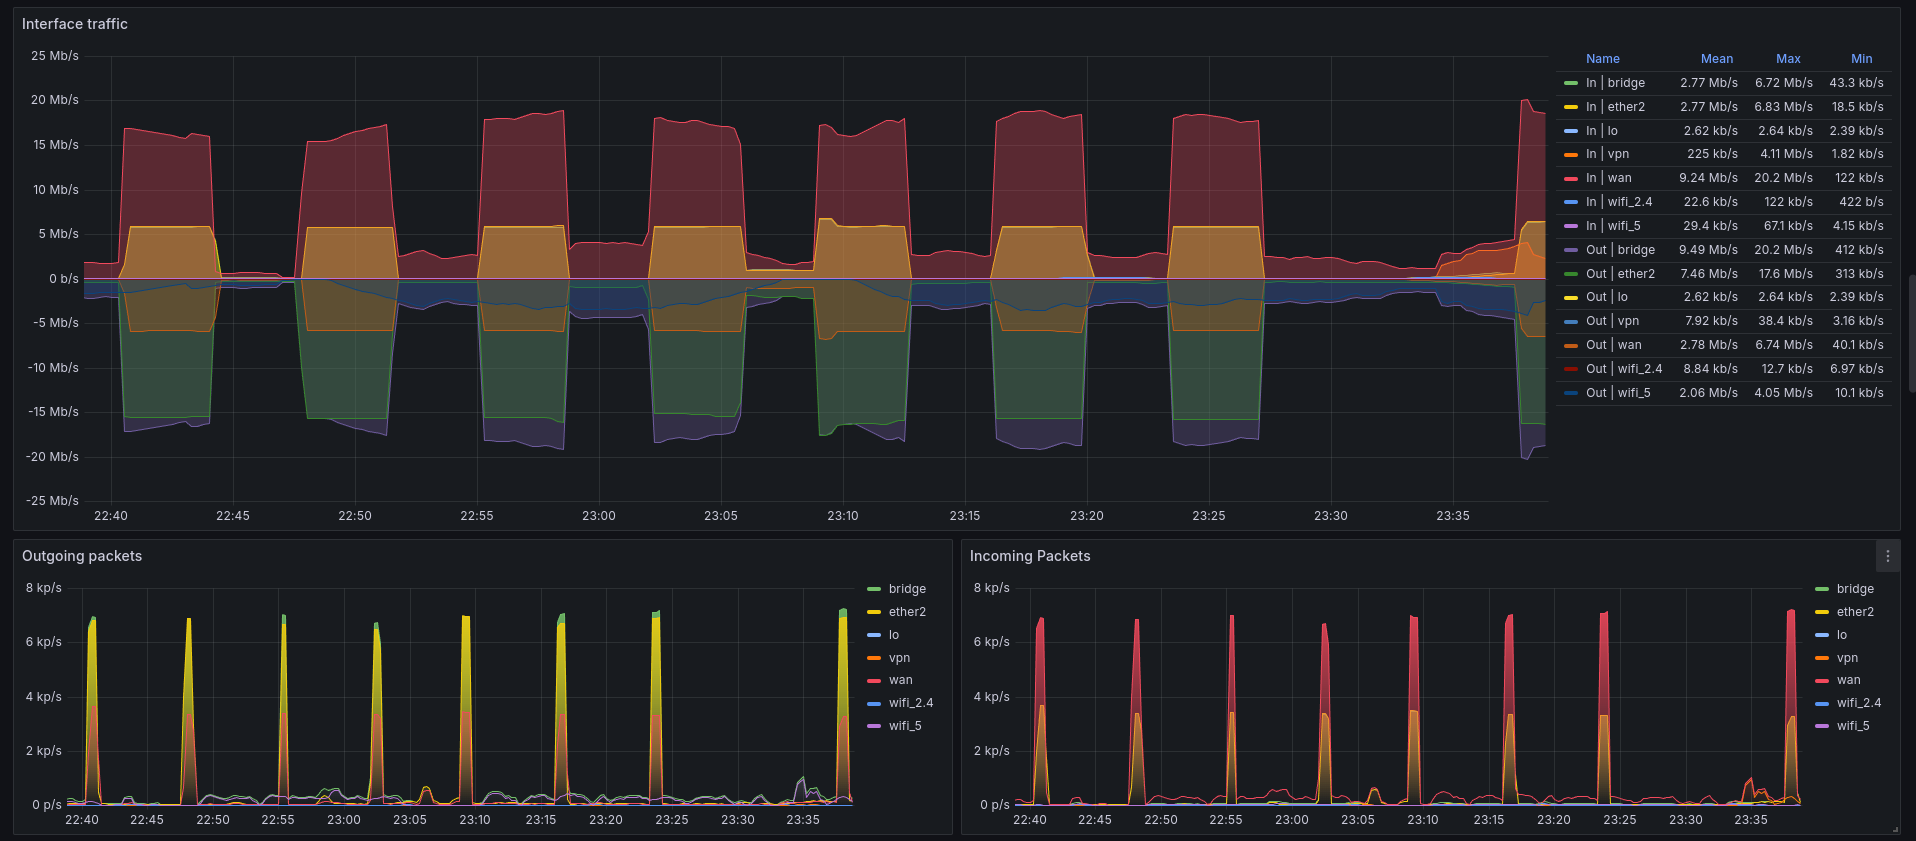 Interface traffic
25 Mb/s
20 Mb/s
15 Mb/s
10 Mb/s
5 Mb/s
0 b/s
-5 Mb/s
-10 Mb/s
-15 Mb/s
-20 Mb/s
-25 Mb/s
22:40 22:45 22:50 22:55 23:00 23:05 23:10 23:15 23:20 23:25 23:30 23:35
Name Mean Max Min
In | bridge 2.77 Mb/s 6.72 Mb/s 43.3 kb/s
In | ether2 2.77 Mb/s 6.83 Mb/s 18.5 kb/s
In | lo 2.62 kb/s 2.64 kb/s 2.39 kb/s
In | vpn 225 kb/s 4.11 Mb/s 1.82 kb/s
In | wan 9.24 Mb/s 20.2 Mb/s 122 kb/s
In | wifi_2.4 22.6 kb/s 122 kb/s 422 b/s
In | wifi_5 29.4 kb/s 67.1 kb/s 4.15 kb/s
Out | bridge 9.49 Mb/s 20.2 Mb/s 412 kb/s
Out | ether2 7.46 Mb/s 17.6 Mb/s 313 kb/s
Out | lo 2.62 kb/s 2.64 kb/s 2.39 kb/s
Out | vpn 7.92 kb/s 38.4 kb/s 3.16 kb/s
Out | wan 2.78 Mb/s 6.74 Mb/s 40.1 kb/s
Out | wifi_2.4 8.84 kb/s 12.7 kb/s 6.97 kb/s
Out | wifi_5 2.06 Mb/s 4.05 Mb/s 10.1 kb/s
Outgoing packets
8 kp/s
6 kp/s
4 kp/s
2 kp/s
0 p/s
22:40 22:45 22:50 22:55 23:00 23:05 23:10 23:15 23:20 23:25 23:30 23:35
bridge
ether2
lo
vpn
wan
wifi_2.4
wifi_5
Incoming Packets
8 kp/s
6 kp/s
4 kp/s
2 kp/s
0 p/s
22:40 22:45 22:50 22:55 23:00 23:05 23:10 23:15 23:20 23:25 23:30 23:35
bridge
ether2
lo
vpn
wan
wifi_2.4
wifi_5